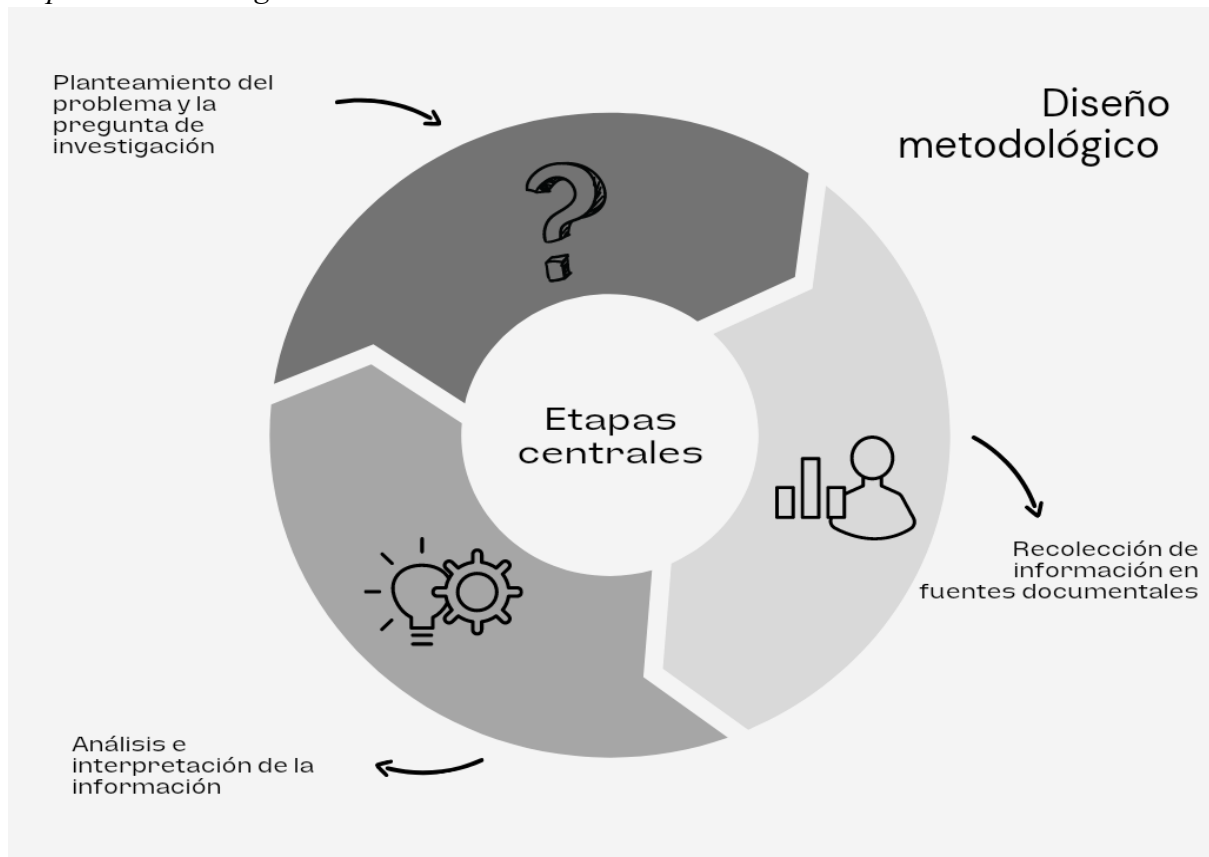 Planteamiento del
problema y la
pregunta de
investigación
Diseño
metodológico
Etapas
centrales
Recolección de
información en
fuentes documentales
Análisis e
interpretación de la
información